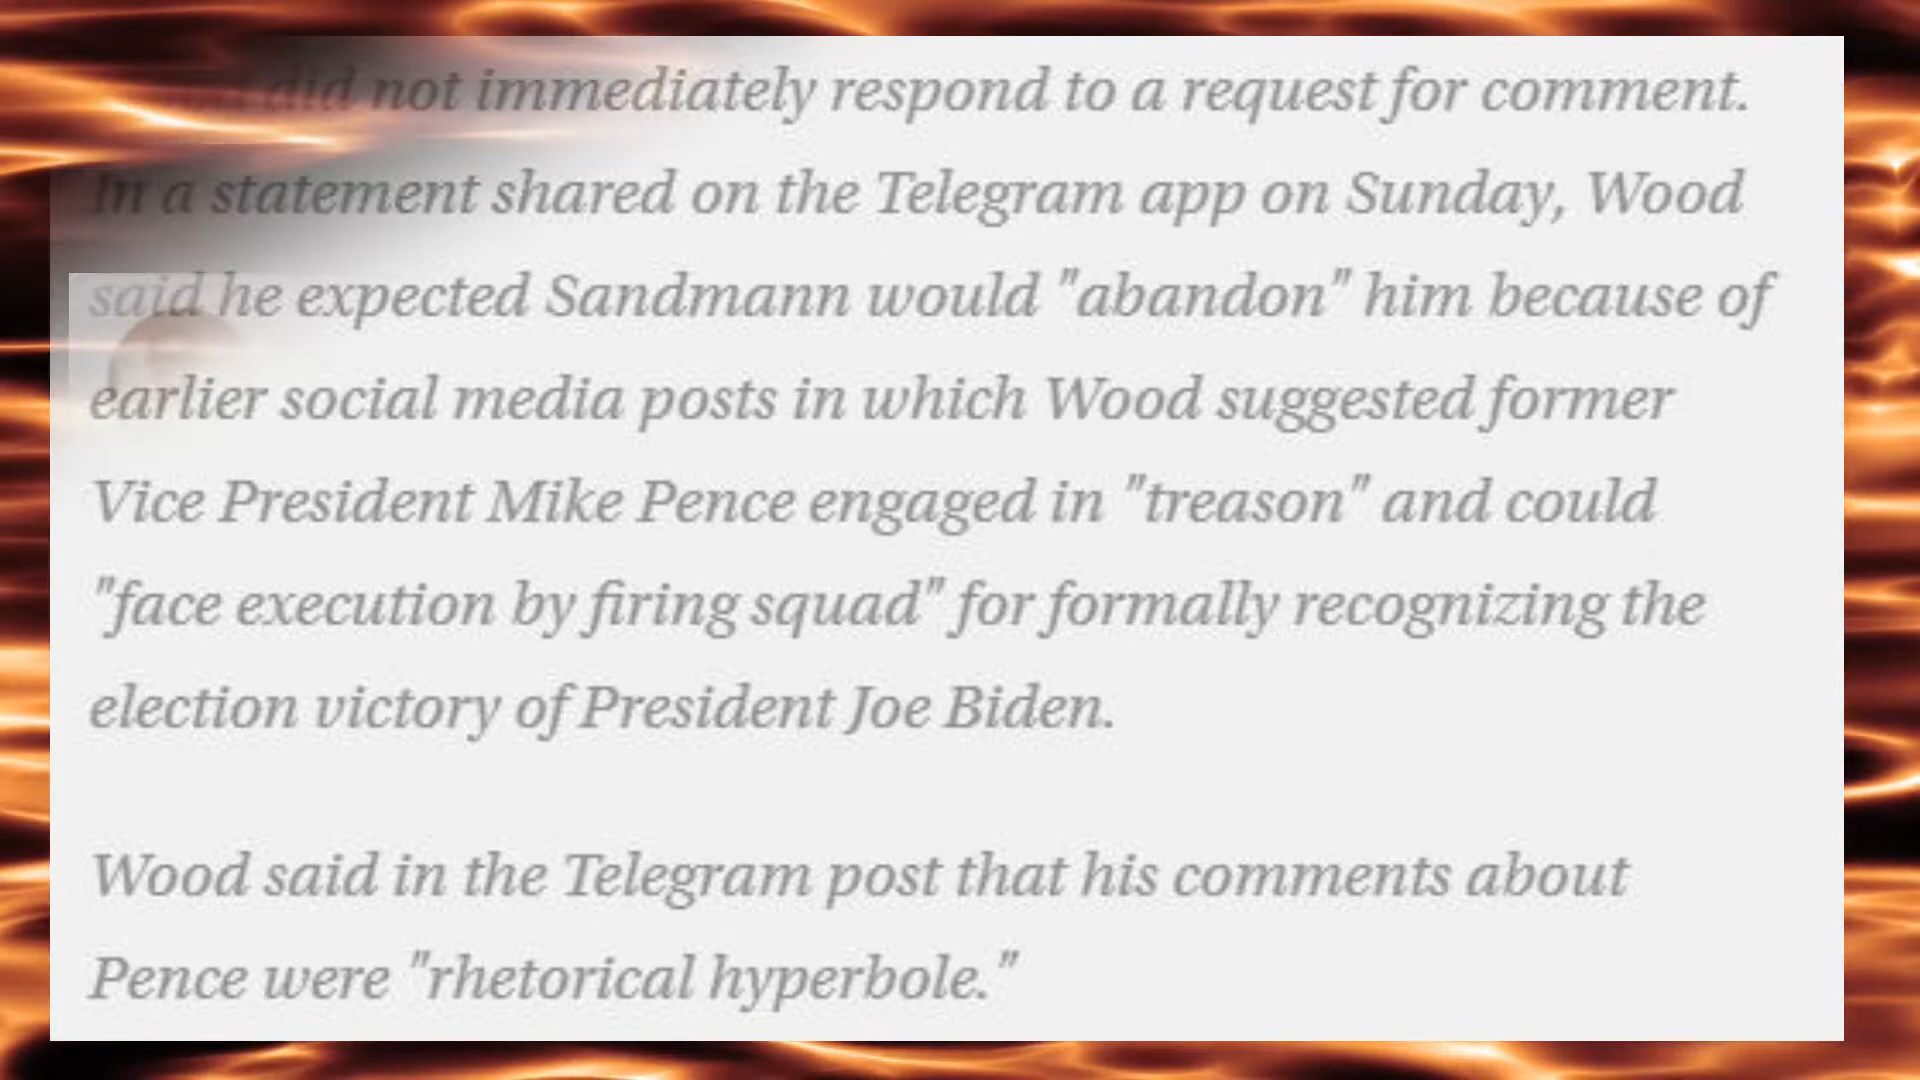 did not immediately respond to a request for comment.
In a statement shared on the Telegram app on Sunday, Wood
said he expected Sandmann would "abandon" him because of
earlier social media posts in which Wood suggested former
Vice President Mike Pence engaged in "treason" and could
"face execution by firing squad" for formally recognizing the
election victory of President Joe Biden.
Wood said in the Telegram post that his comments about
Pence were "rhetorical hyperbole."